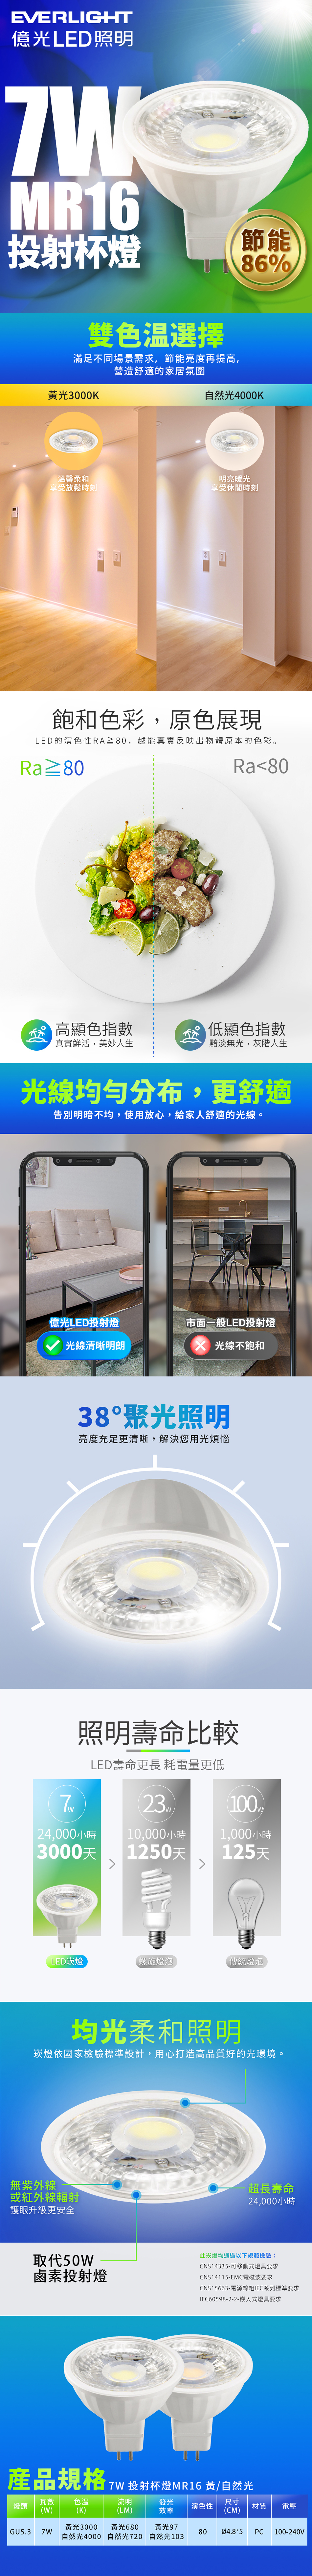 EVERLIGHT
億光LED照明
7W
MR16
投射杯燈
節能
86%
雙色溫選擇
滿足不同場景需求，節能亮度再提高，
營造舒適的家居氛圍
黃光3000K
自然光4000K
溫馨柔和
享受放鬆時刻
明亮暖光
享受休閒時刻
飽和色彩，原色展現
LED的演色性RA≧80，越能真實反映出物體原本的色彩。
Ra≧80
Ra<80
高顯色指數
真實鮮活，美妙人生
低顯色指數
黯淡無光，灰階人生
光線均勻分布，更舒適
告別明暗不均，使用放心，給家人舒適的光線。
億光LED投射燈
光線清晰明朗
市面一般LED投射燈
光線不飽和
38°聚光照明
亮度充足更清晰，解決您用光煩惱
照明壽命比較
LED壽命更長 耗電量更低
7W
23W
100W
24,000小時
3000天
10,000小時
1250天
1,000小時
125天
LED崁燈
螺旋燈泡
傳統燈泡
均光柔和照明
崁燈依國家檢驗標準設計，用心打造高品質好的光環境。
無紫外線
或紅外線輻射
護眼升級更安全
超長壽命
24,000小時
取代50W
鹵素投射燈
此崁燈均通過以下規範檢驗：
CNS14335-可移動式燈具要求
CNS14115-EMC電磁波要求
CNS15663-電源線組IEC系列標準要求
IEC60598-2-2-嵌入式燈具要求
產品規格 7W 投射杯燈MR16 黃/自然光
燈頭 瓦數(W) 色溫(K) 流明(LM) 發光效率 演色性 尺寸(CM) 材質 電壓
GU5.3 7W 黃光3000 黃光680 黃光97 80 Ø4.8*5 PC 100-240V
自然光4000 自然光720 自然光103